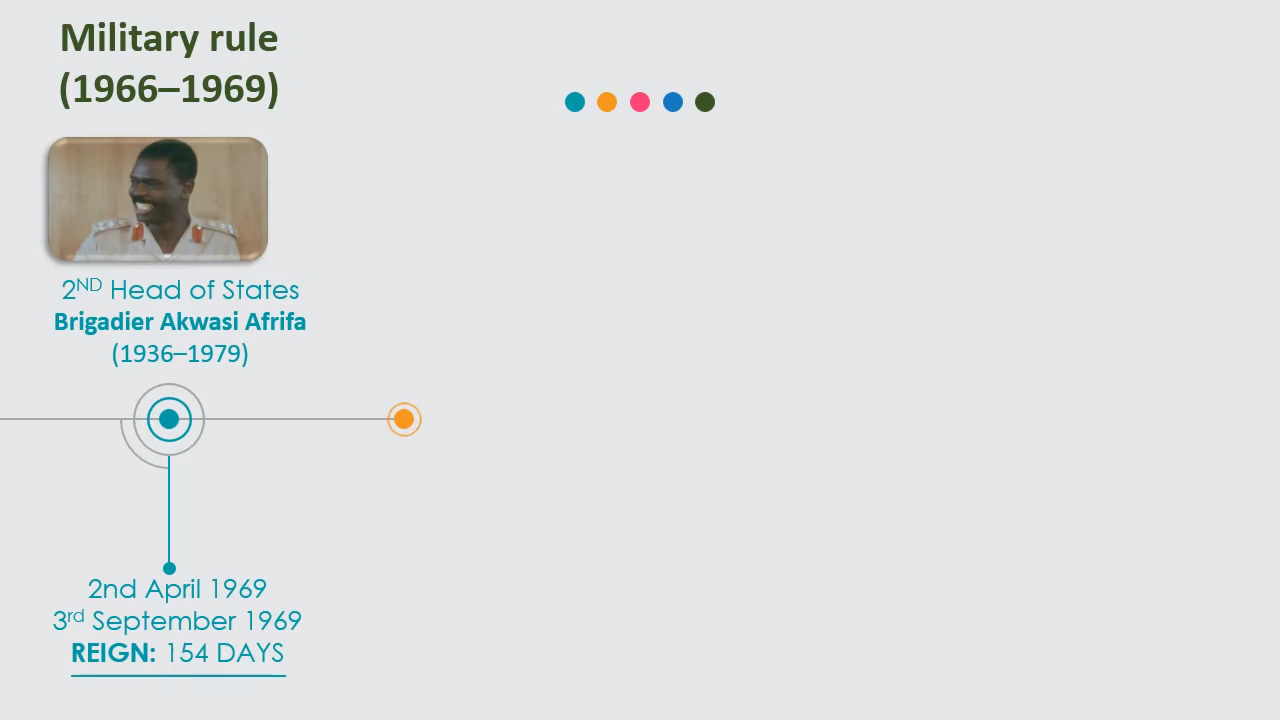 Military rule
(1966–1969)
2ND Head of States
Brigadier Akwasi Afrifa
(1936–1979)
2nd April 1969
3rd September 1969
REIGN: 154 DAYS